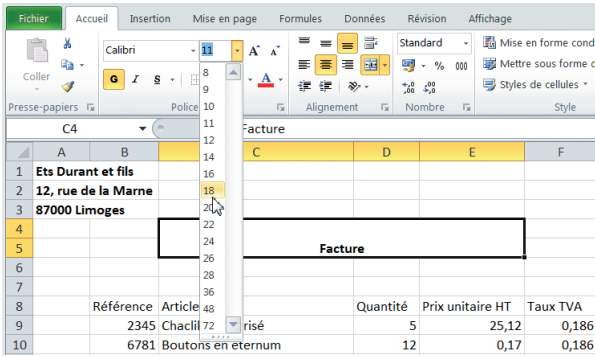 Fichier Accueil Insertion Mise en page Formules Données Révision Affichage
Calibri 11 A A Standard Mise en forme cond
Coller G I S A % 000 Mettre sous forme d
,00 Styles de cellules
Presse-papiers Police Alignement Nombre Style
C4 Facture
8
9
10
11
12
14
16
18
20
22
24
26
28
36
48
72
A B C D E F
1 Ets Durant et fils
2 12, rue de la Marne
3 87000 Limoges
4
5 Facture
6
7
8 Référence Article Quantité Prix unitaire HT Taux TVA
9 2345 risé 5 25,12 0,186
10 6781 Boutons en eternum 12 0,17 0,186